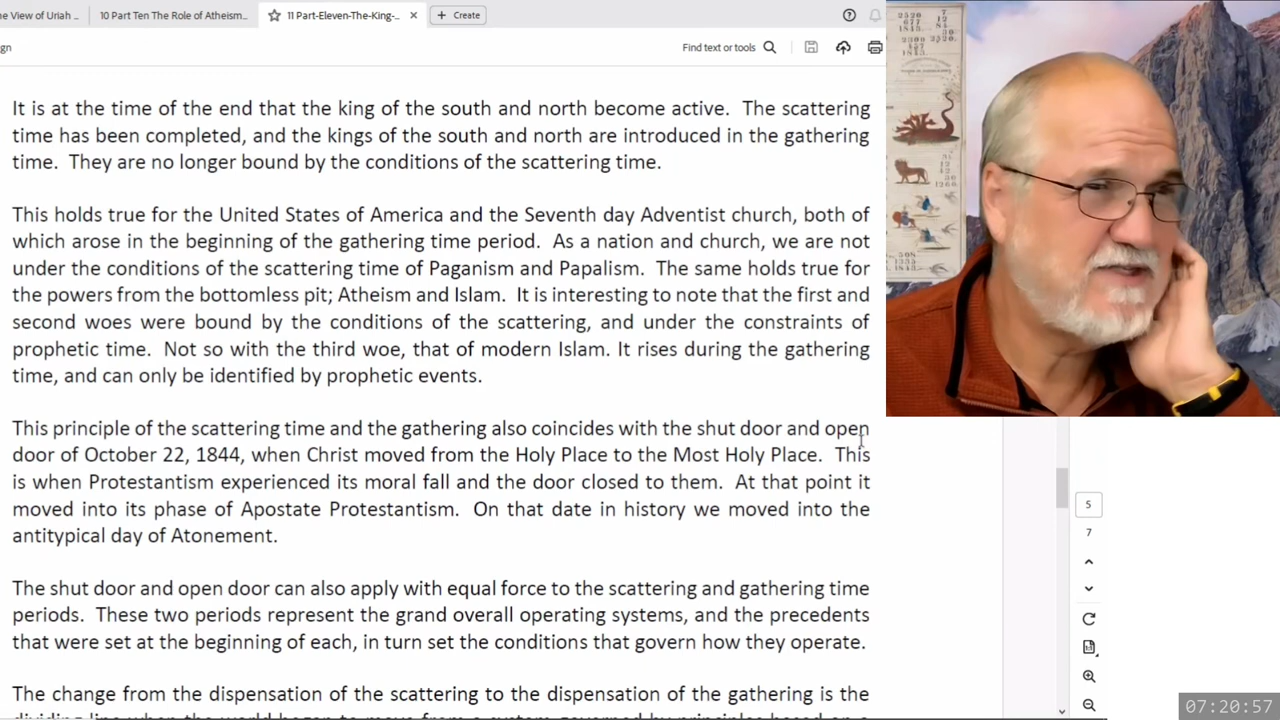 he View of Uriah ...
10 Part Ten The Role of Atheism...
11 Part-Eleven-The-King-...
Create
gn
Find text or tools
It is at the time of the end that the king of the south and north become active. The scattering
time has been completed, and the kings of the south and north are introduced in the gathering
time. They are no longer bound by the conditions of the scattering time.
This holds true for the United States of America and the Seventh day Adventist church, both of
which arose in the beginning of the gathering time period. As a nation and church, we are not
under the conditions of the scattering time of Paganism and Papalism. The same holds true for
the powers from the bottomless pit; Atheism and Islam. It is interesting to note that the first and
second woes were bound by the conditions of the scattering, and under the constraints of
prophetic time. Not so with the third woe, that of modern Islam. It rises during the gathering
time, and can only be identified by prophetic events.
This principle of the scattering time and the gathering also coincides with the shut door and open
door of October 22, 1844, when Christ moved from the Holy Place to the Most Holy Place. This
is when Protestantism experienced its moral fall and the door closed to them. At that point it
moved into its phase of Apostate Protestantism. On that date in history we moved into the
antitypical day of Atonement.
The shut door and open door can also apply with equal force to the scattering and gathering time
periods. These two periods represent the grand overall operating systems, and the precedents
that were set at the beginning of each, in turn set the conditions that govern how they operate.
The change from the dispensation of the scattering to the dispensation of the gathering is the
2520
677
1843
5
7
07:20:57